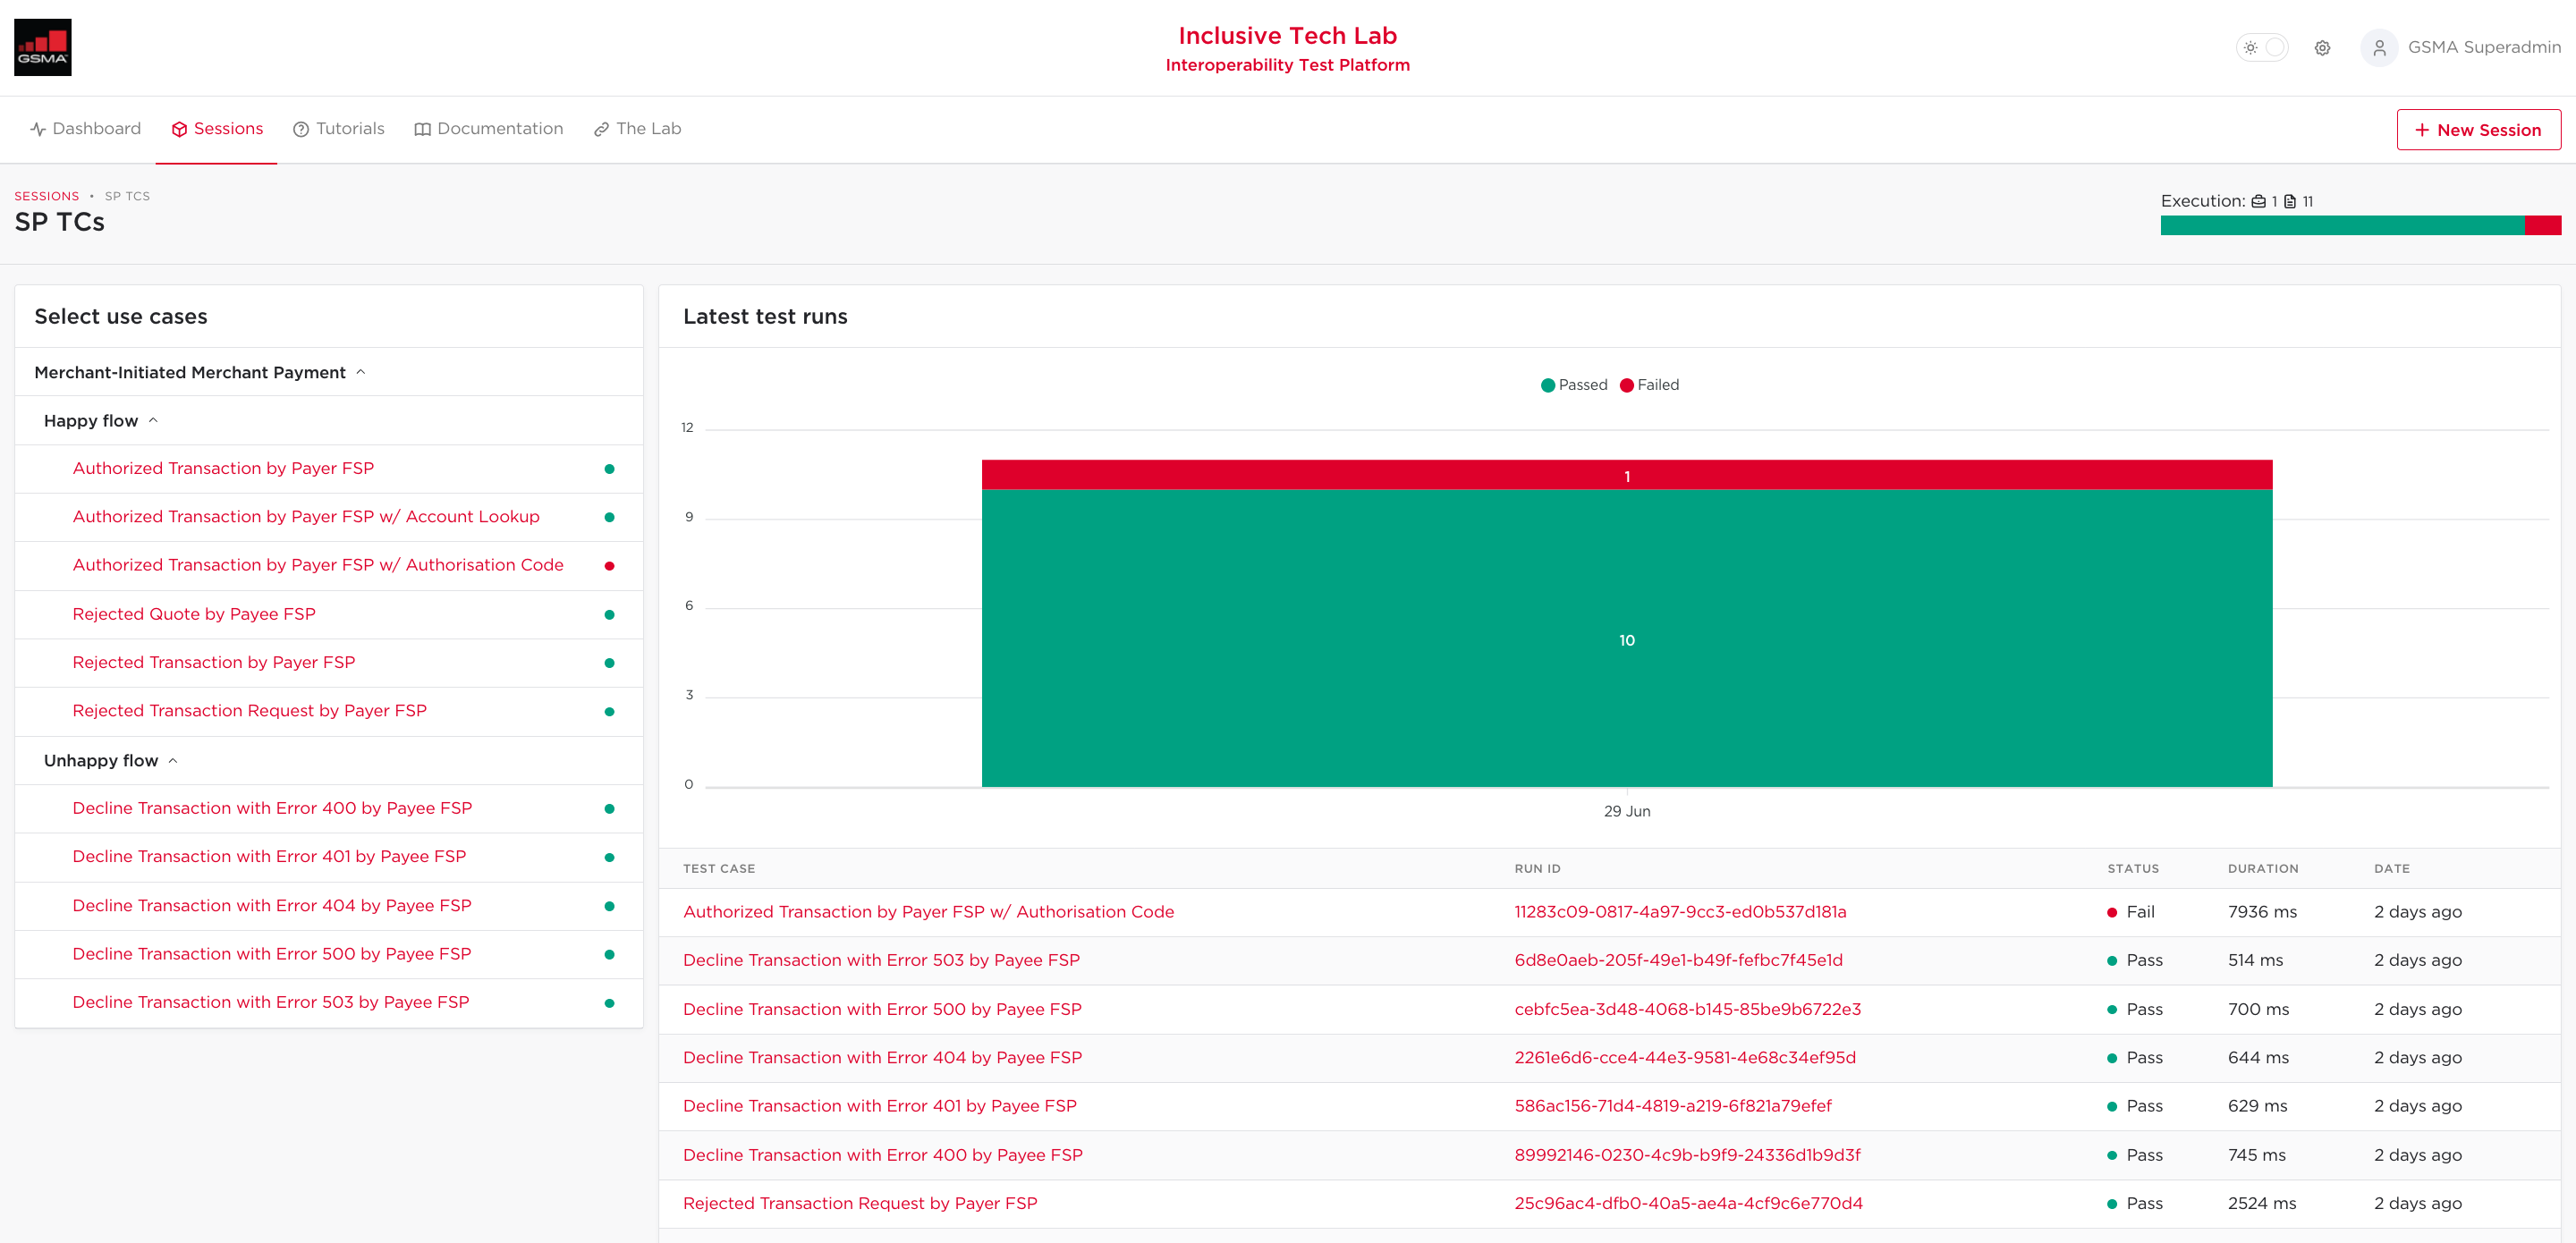 GSMA
Inclusive Tech Lab
Interoperability Test Platform
GSMA Superadmin
Dashboard Sessions Tutorials Documentation The Lab
+ New Session
SESSIONS • SP TCS
SP TCs
Execution: 1 11
Select use cases
Merchant-Initiated Merchant Payment
Happy flow
Authorized Transaction by Payer FSP
Authorized Transaction by Payer FSP w/ Account Lookup
Authorized Transaction by Payer FSP w/ Authorisation Code
Rejected Quote by Payee FSP
Rejected Transaction by Payer FSP
Rejected Transaction Request by Payer FSP
Unhappy flow
Decline Transaction with Error 400 by Payee FSP
Decline Transaction with Error 401 by Payee FSP
Decline Transaction with Error 404 by Payee FSP
Decline Transaction with Error 500 by Payee FSP
Decline Transaction with Error 503 by Payee FSP
Latest test runs
Passed Failed
12
9
6
3
0
1
10
29 Jun
TEST CASE RUN ID STATUS DURATION DATE
Authorized Transaction by Payer FSP w/ Authorisation Code 11283c09-0817-4a97-9cc3-ed0b537d181a Fail 7936 ms 2 days ago
Decline Transaction with Error 503 by Payee FSP 6d8e0aeb-205f-49e1-b49f-fefbc7f45e1d Pass 514 ms 2 days ago
Decline Transaction with Error 500 by Payee FSP cebfc5ea-3d48-4068-b145-85be9b6722e3 Pass 700 ms 2 days ago
Decline Transaction with Error 404 by Payee FSP 2261e6d6-cce4-44e3-9581-4e68c34ef95d Pass 644 ms 2 days ago
Decline Transaction with Error 401 by Payee FSP 586ac156-71d4-4819-a219-6f821a79efef Pass 629 ms 2 days ago
Decline Transaction with Error 400 by Payee FSP 89992146-0230-4c9b-b9f9-24336d1b9d3f Pass 745 ms 2 days ago
Rejected Transaction Request by Payer FSP 25c96ac4-dfb0-40a5-ae4a-4cf9c6e770d4 Pass 2524 ms 2 days ago